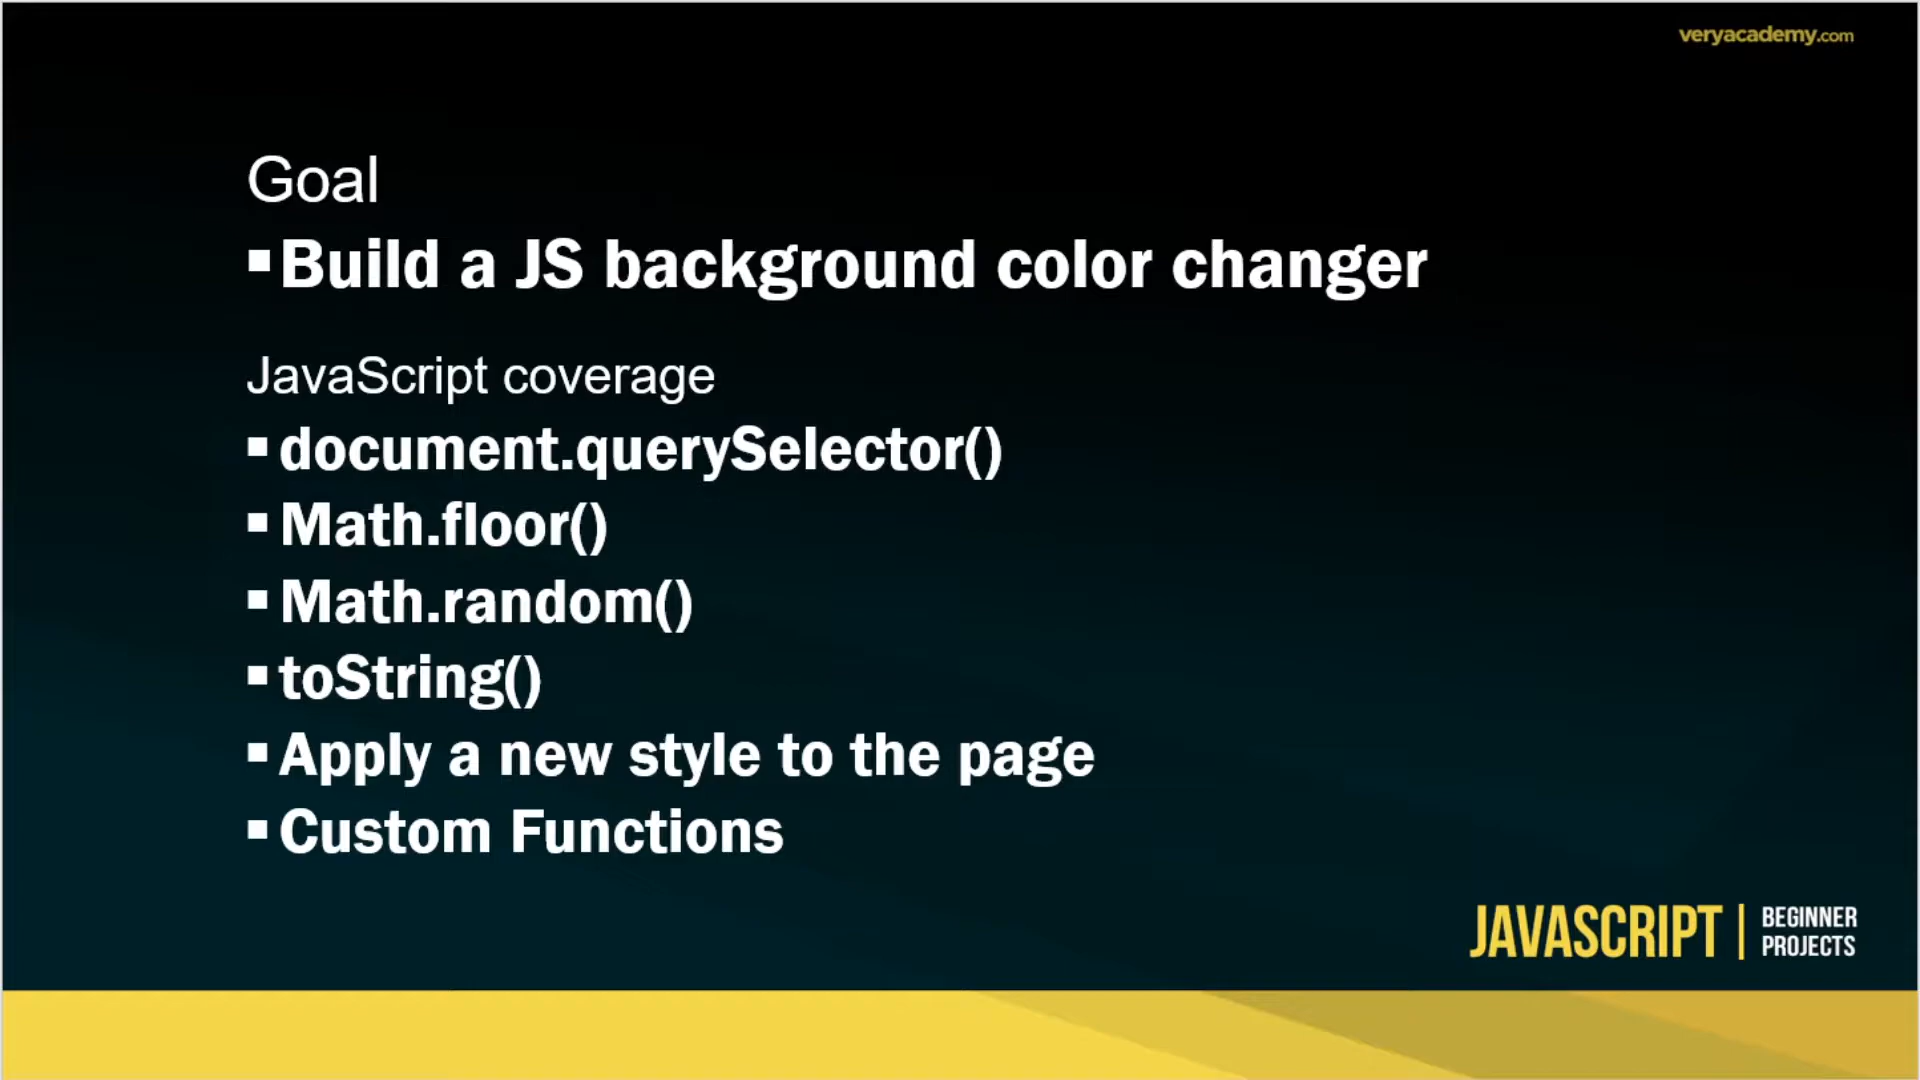 veryacademy.com
Goal
▪Build a JS background color changer
JavaScript coverage
▪document.querySelector()
▪Math.floor()
▪Math.random()
▪toString()
▪Apply a new style to the page
▪Custom Functions
JAVASCRIPT | BEGINNER
PROJECTS